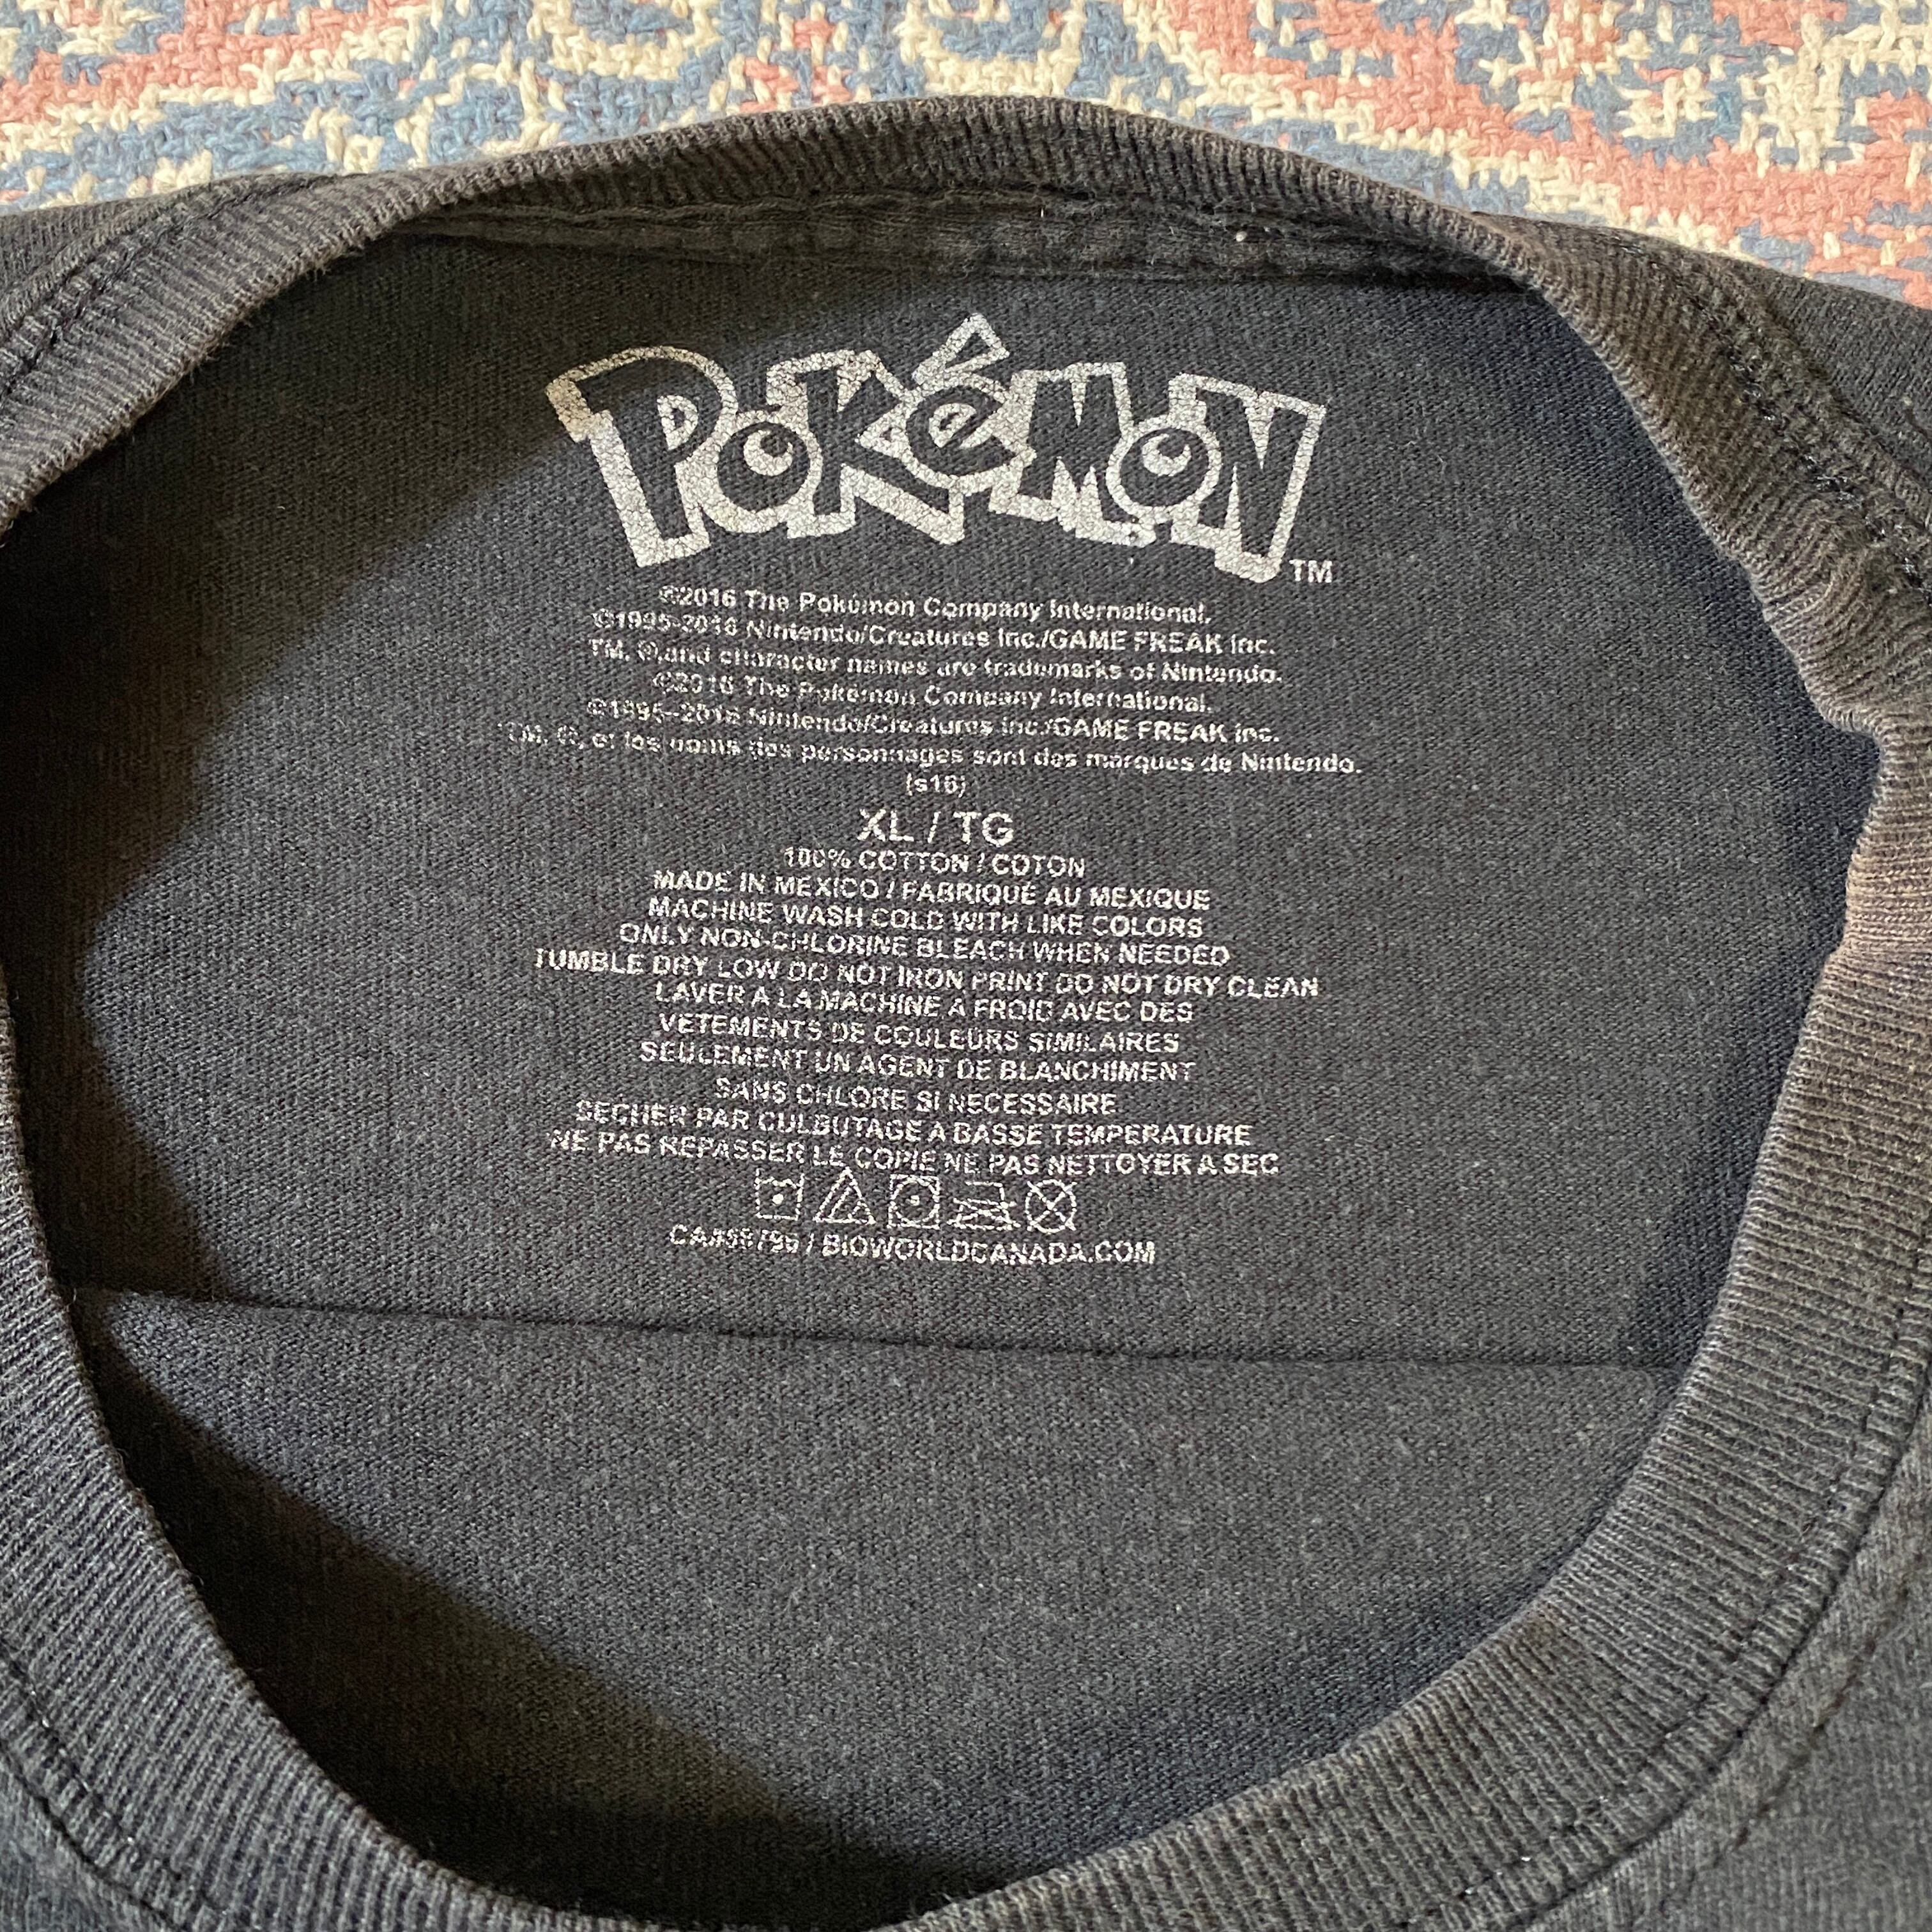 POKéMON TM
©2016 The Pokémon Company International.
©1995-2016 Nintendo/Creatures Inc./GAME FREAK inc.
TM, ®,and character names are trademarks of Nintendo.
©2016 The Pokémon Company International.
©1995–2016 Nintendo/Creatures Inc./GAME FREAK inc.
TM, ®, et les noms des personnages sont des marques de Nintendo.
(s16)
XL / TG
100% COTTON / COTON
MADE IN MEXICO / FABRIQUÉ AU MEXIQUE
MACHINE WASH COLD WITH LIKE COLORS
ONLY NON-CHLORINE BLEACH WHEN NEEDED
TUMBLE DRY LOW DO NOT IRON PRINT DO NOT DRY CLEAN
LAVER A LA MACHINE A FROID AVEC DES
VETEMENTS DE COULEURS SIMILAIRES
SEULEMENT UN AGENT DE BLANCHIMENT
SANS CHLORE SI NECESSAIRE
SECHER PAR CULBUTAGE A BASSE TEMPERATURE
NE PAS REPASSER LE COPIE NE PAS NETTOYER A SEC
/ BIOWORLDCANADA.COM